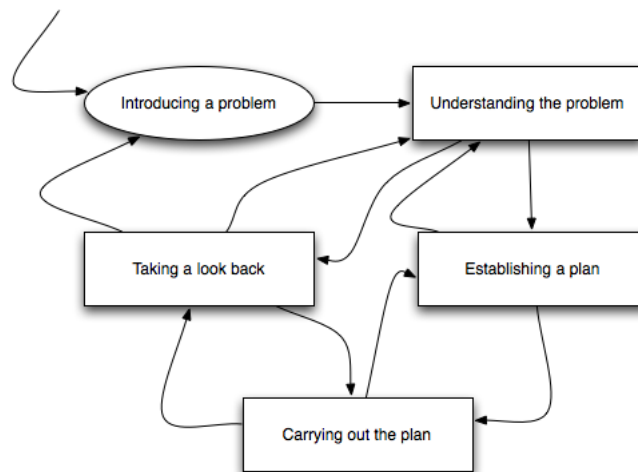 Introducing a problem
Understanding the problem
Taking a look back
Establishing a plan
Carrying out the plan